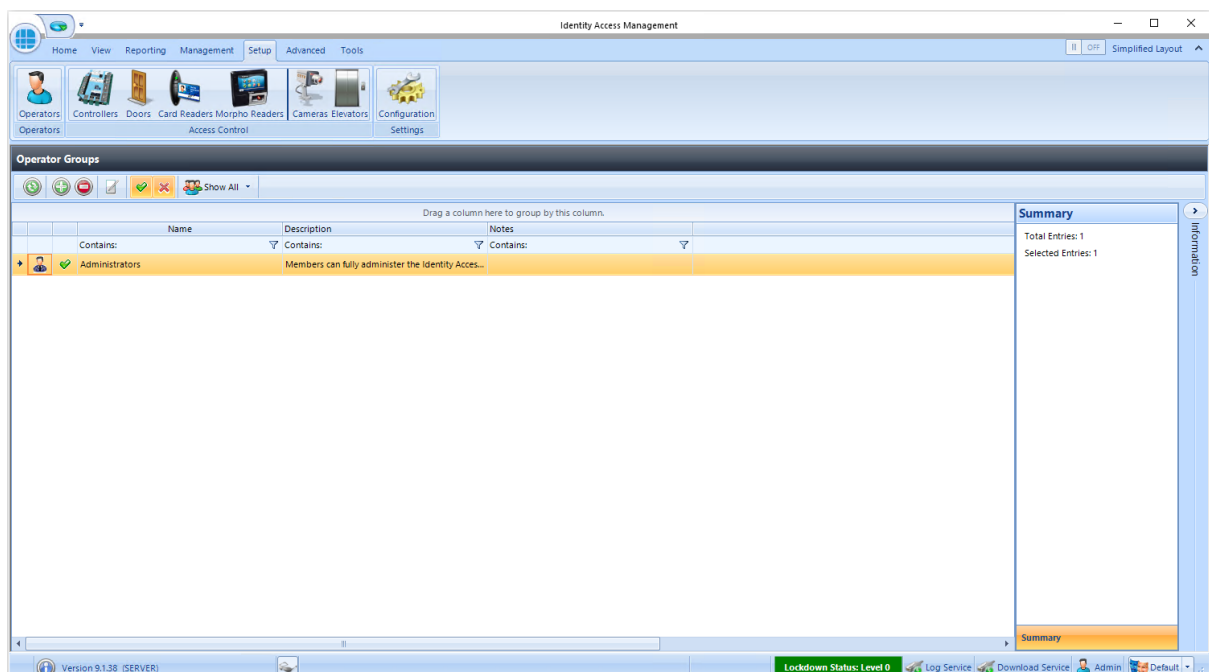 Identity Access Management
Home View Reporting Management Setup Advanced Tools
OFF Simplified Layout
Operators Controllers Doors Card Readers Morpho Readers Cameras Elevators Configuration
Operators Access Control Settings
Operator Groups
Show All
Drag a column here to group by this column.
Name Description Notes
Contains: Contains: Contains:
Administrators Members can fully administer the Identity Acces...
Summary
Total Entries: 1
Selected Entries: 1
Information
Summary
Version 9.1.38 (SERVER) Lockdown Status: Level 0 Log Service Download Service Admin Default